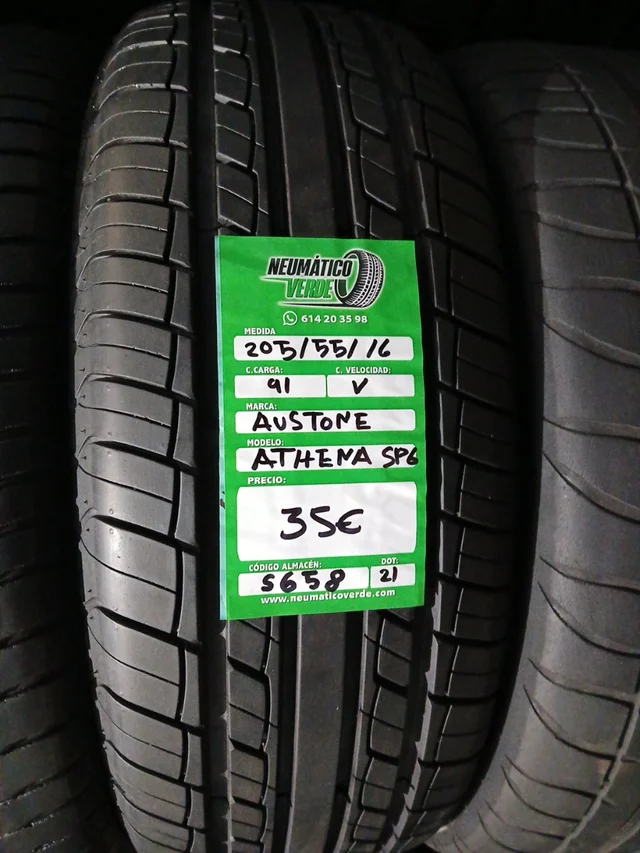 NEUMÁTICO
VERDE
614 20 35 98
MEDIDA
205/55/16
C.CARGA: C. VELOCIDAD:
91 V
MARCA:
AUSTONE
MODELO:
ATHENA SP6
PRECIO:
35€
CÓDIGO ALMACÉN: DOT:
5658 21
www.neumaticoverde.com